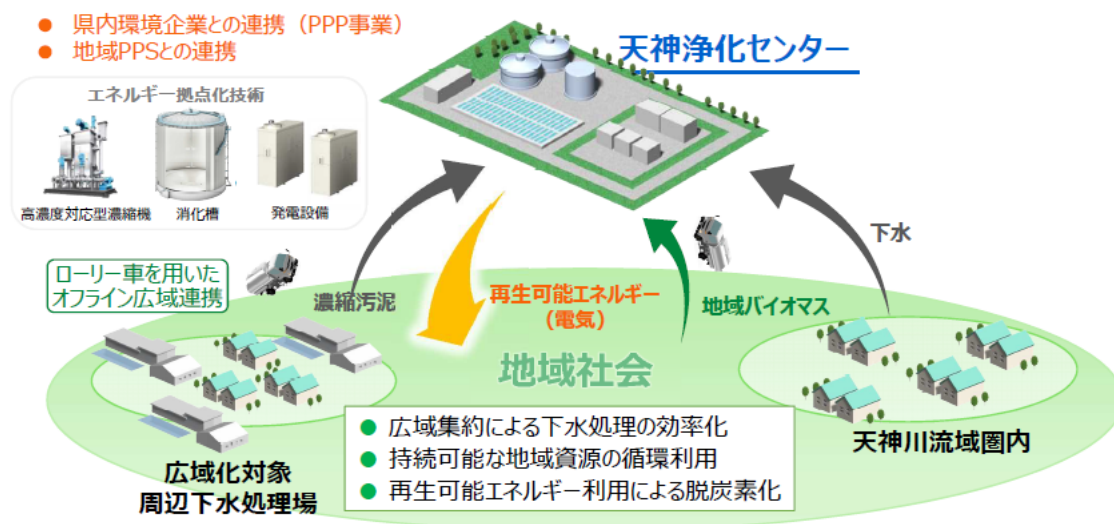 ● 県内環境企業との連携（PPP事業）
● 地域PPSとの連携
天神浄化センター
エネルギー拠点化技術
高濃度対応型濃縮機
消化槽
発電設備
下水
ローリー車を用いた
オフライン広域連携
濃縮汚泥
再生可能エネルギー
（電気）
地域バイオマス
地域社会
● 広域集約による下水処理の効率化
● 持続可能な地域資源の循環利用
● 再生可能エネルギー利用による脱炭素化
広域化対象
周辺下水処理場
天神川流域圏内